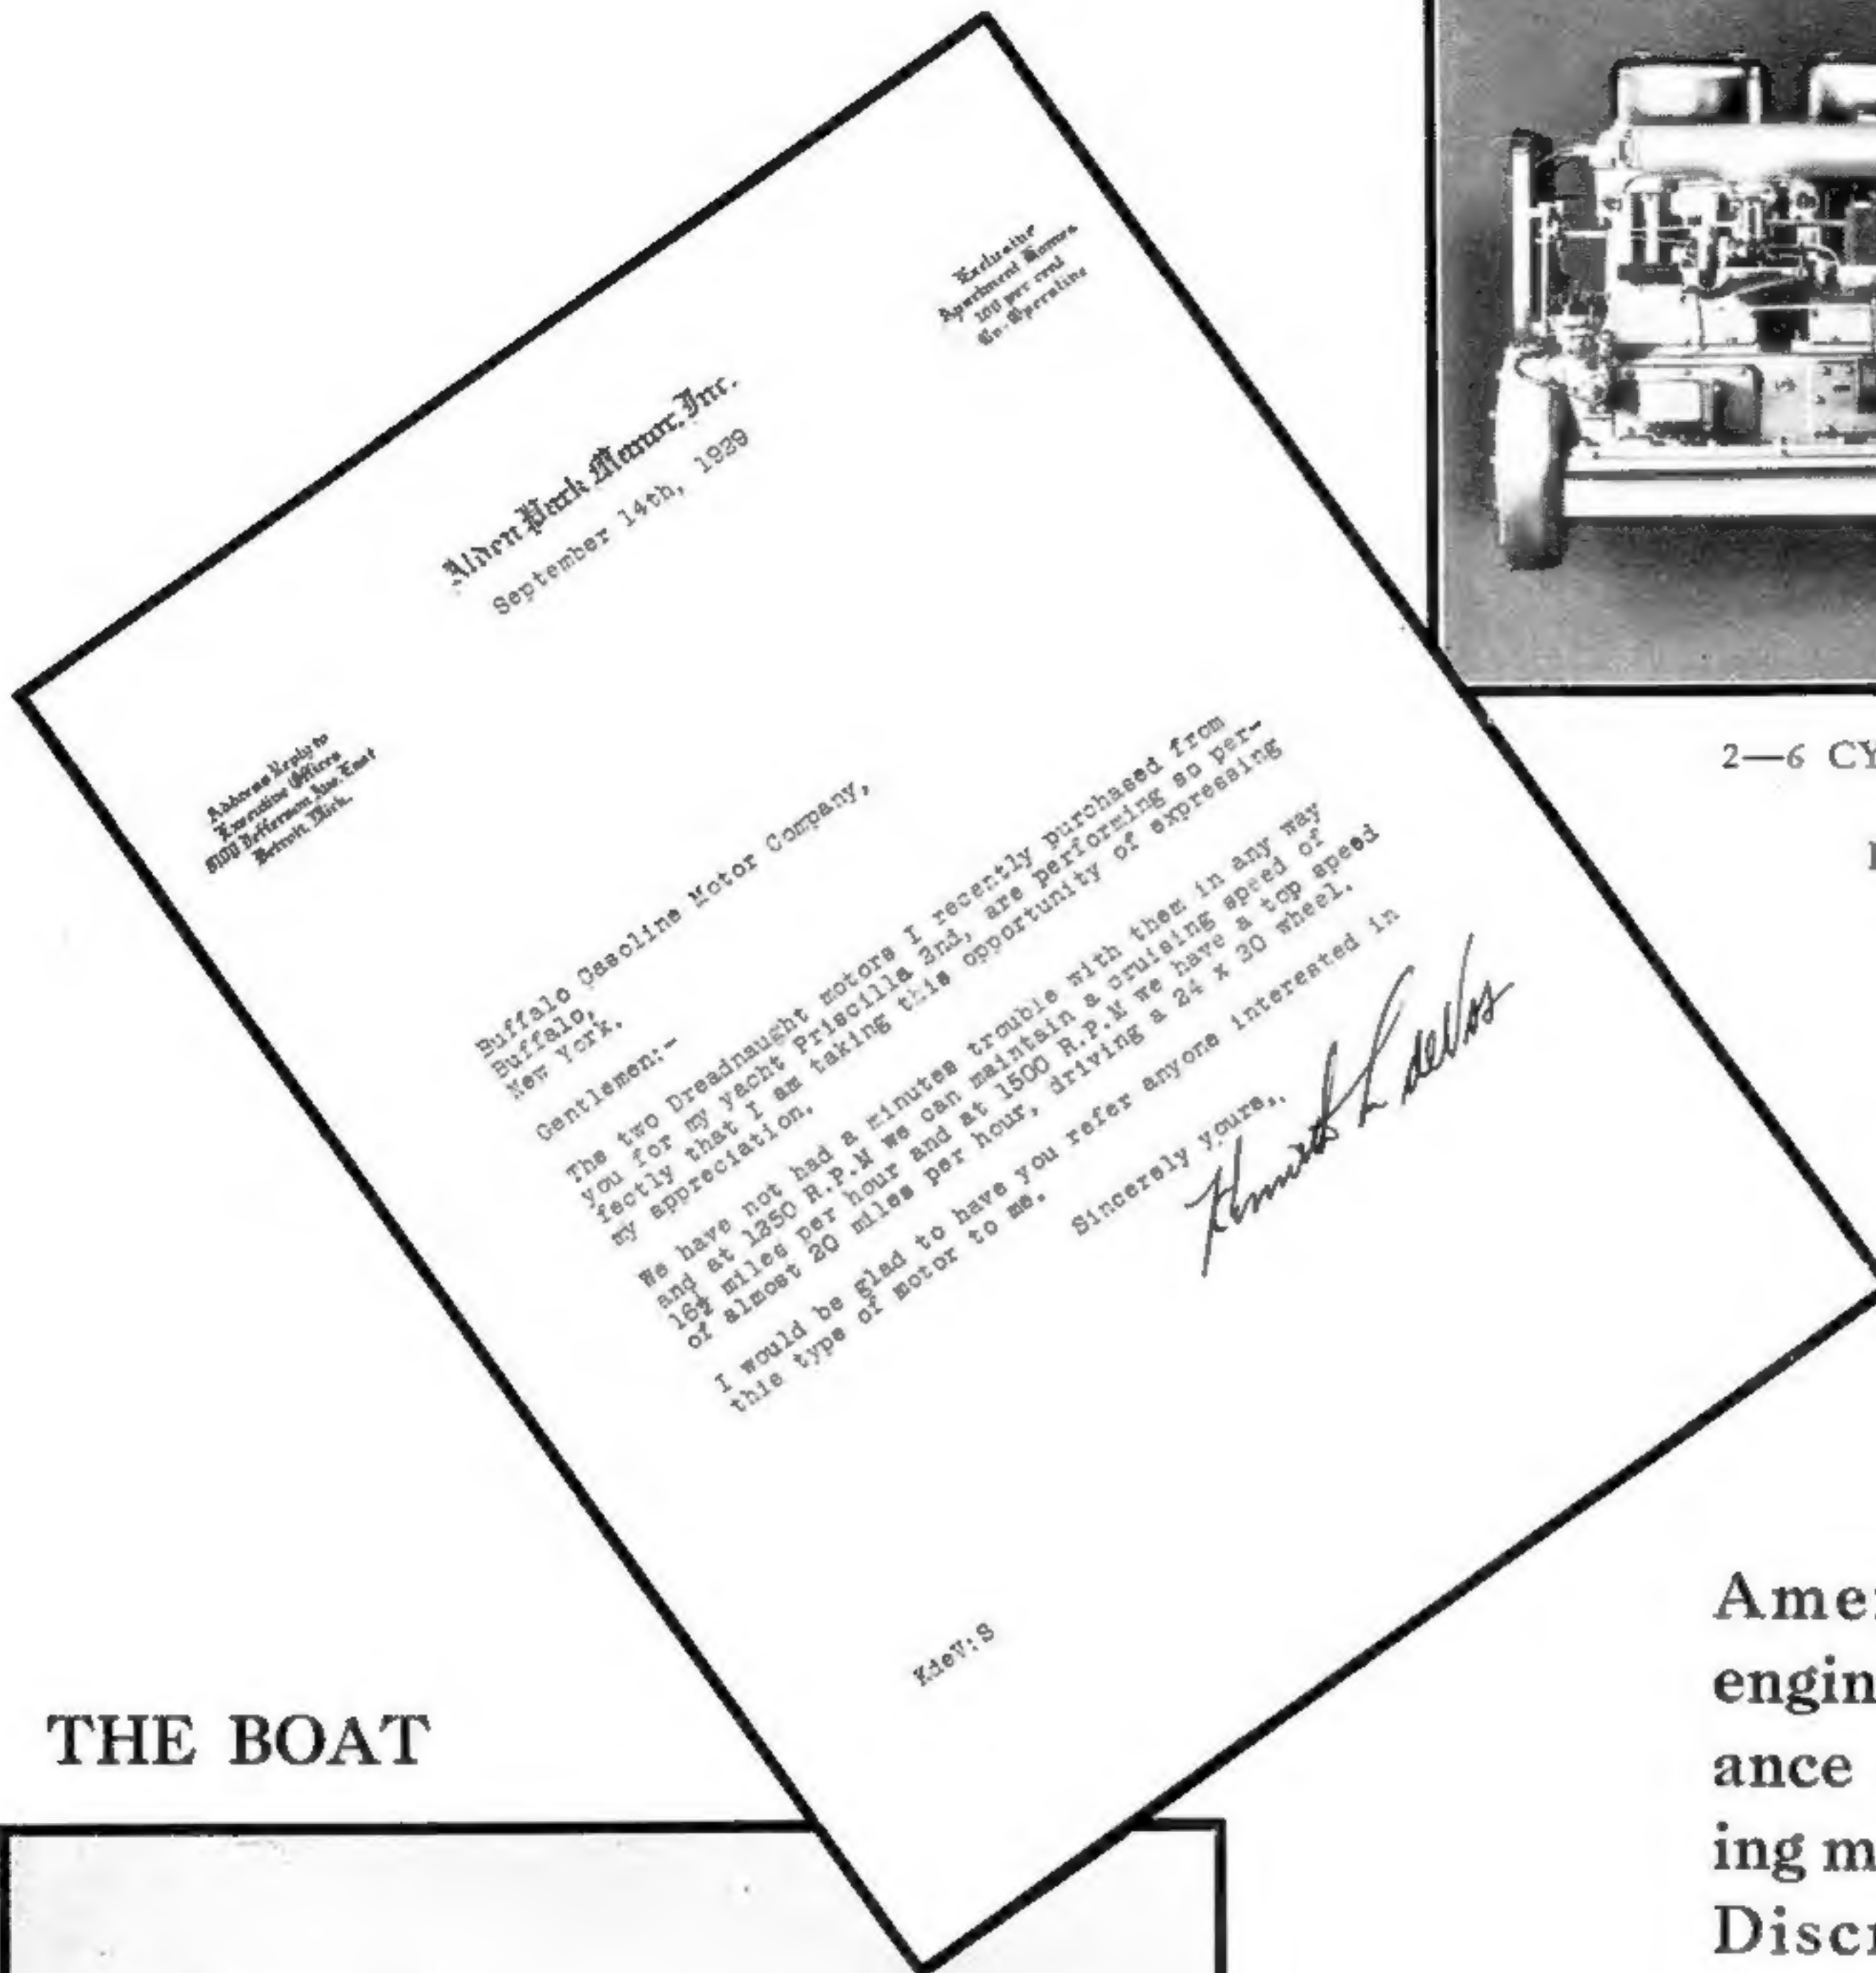 Exclusive
Apartment Homes
100 per cent
Co-Operative
Alden Park Manor, Inc.
September 14th, 1929
Address Reply to
Executive Offices
8100 Jefferson Ave. East
Detroit, Mich.
Buffalo Gasoline Motor Company,
Buffalo,
New York.
Gentlemen:-
The two Dreadnaught motors I recently purchased from
you for my yacht Priscilla 2nd, are performing so per-
fectly that I am taking this opportunity of expressing
my appreciation.
We have not had a minutes trouble with them in any way
and at 1250 R.P.M we can maintain a cruising speed of
16½ miles per hour and at 1500 R.P.M we have a top speed
of almost 20 miles per hour, driving a 24 x 30 wheel.
I would be glad to have you refer anyone interested in
this type of motor to me.
Sincerely yours,
Kenneth L deVos
KdeV:S
2—6 CY
THE BOAT
Amer
engin
ance
ing m
Discr